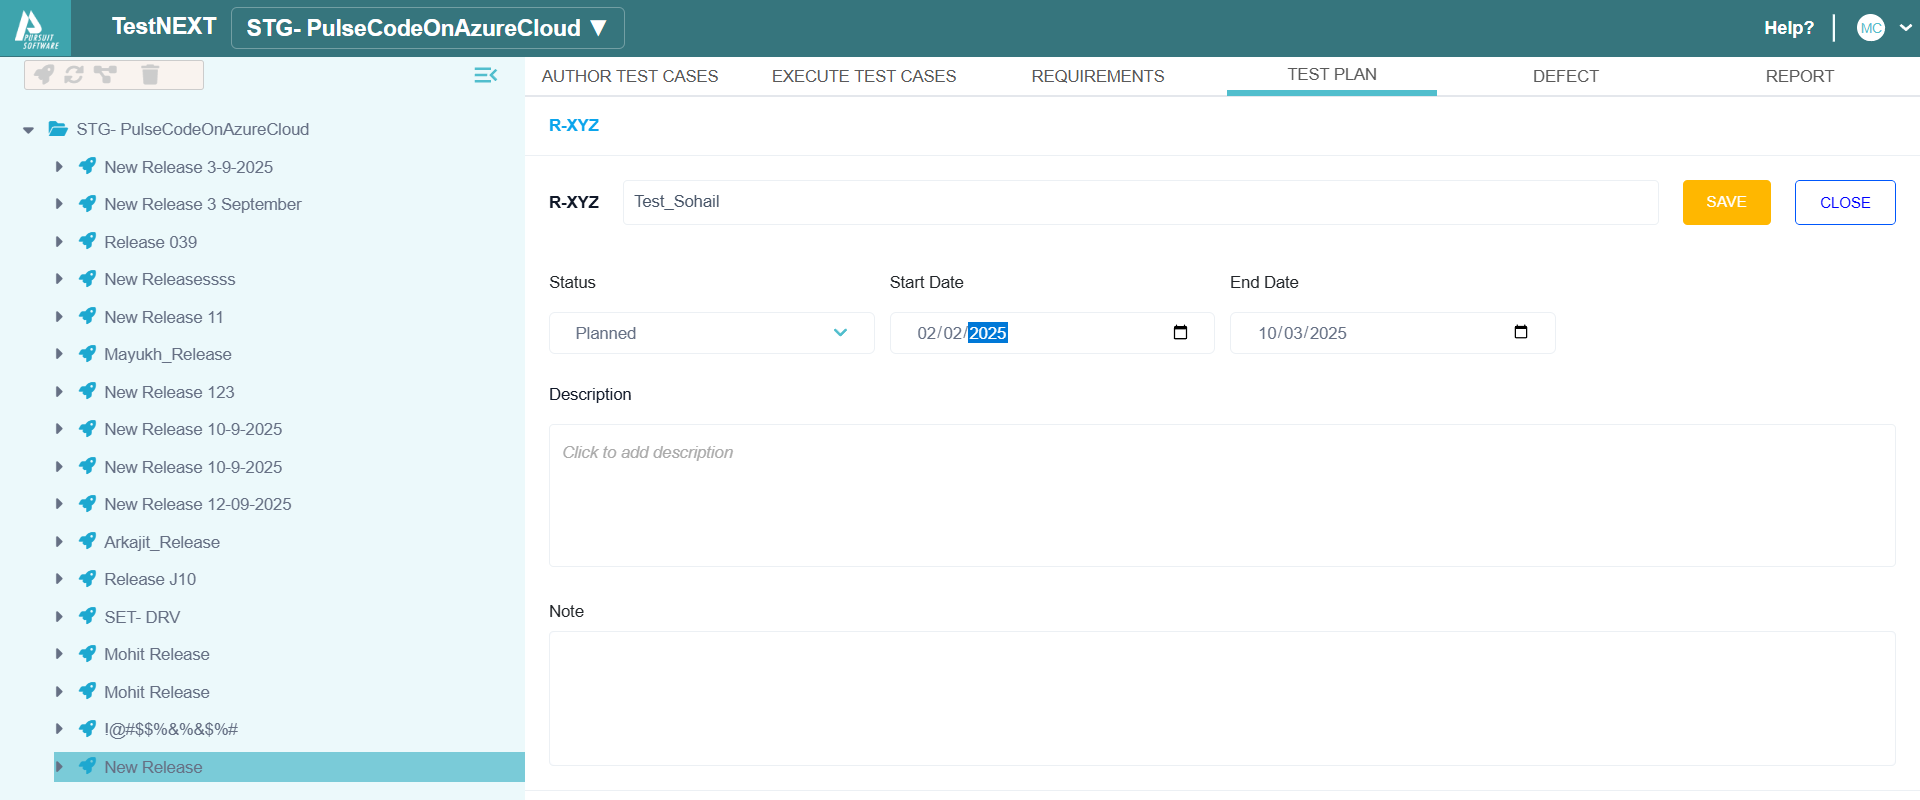 PURSUIT
SOFTWARE
TestNEXT
STG- PulseCodeOnAzureCloud ▼
Help?
MC
AUTHOR TEST CASES
EXECUTE TEST CASES
REQUIREMENTS
TEST PLAN
DEFECT
REPORT
STG- PulseCodeOnAzureCloud
New Release 3-9-2025
New Release 3 September
Release 039
New Releasessss
New Release 11
Mayukh_Release
New Release 123
New Release 10-9-2025
New Release 10-9-2025
New Release 12-09-2025
Arkajit_Release
Release J10
SET- DRV
Mohit Release
Mohit Release
!@#$$%&%&$%#
New Release
R-XYZ
R-XYZ
Test_Sohail
SAVE
CLOSE
Status
Start Date
End Date
Planned
02/02/2025
10/03/2025
Description
Click to add description
Note